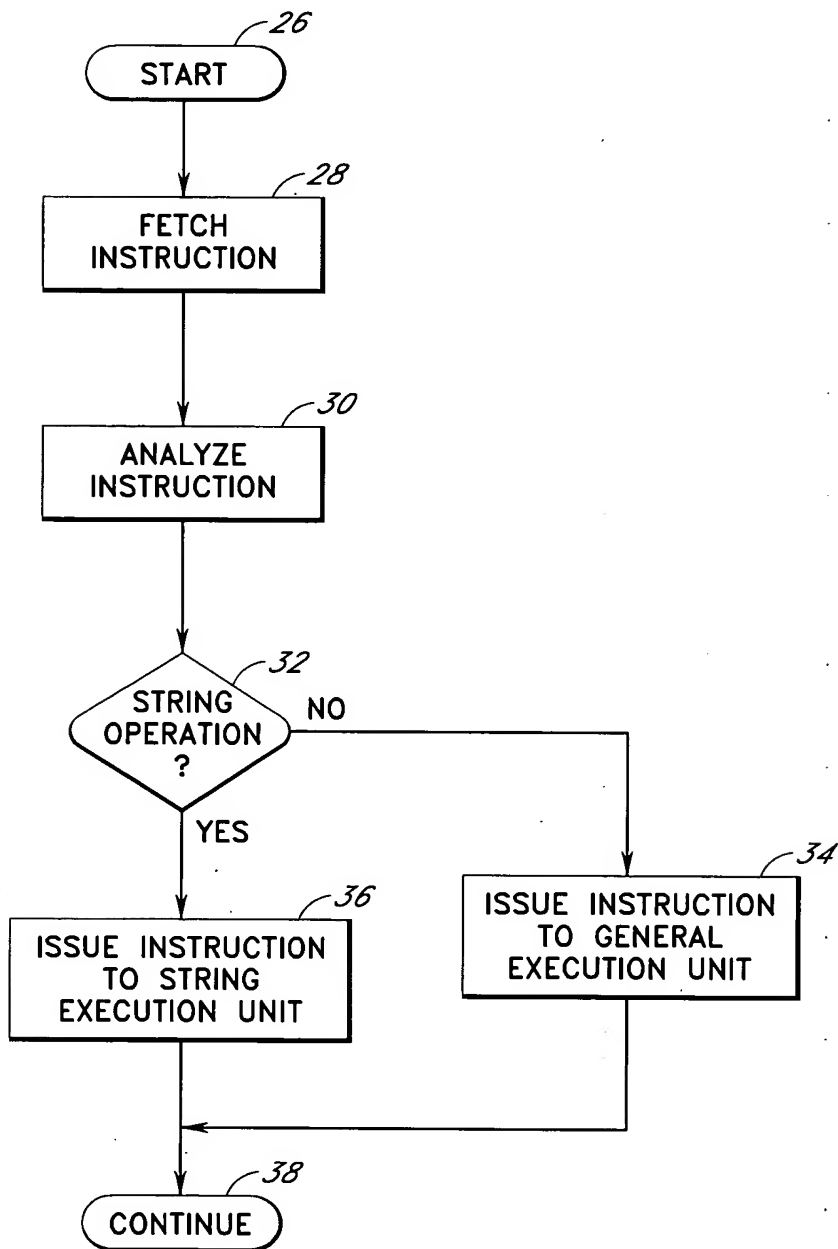 26
START
28
FETCH
INSTRUCTION
30
ANALYZE
INSTRUCTION
32
STRING
OPERATION
?
NO
YES
34
ISSUE INSTRUCTION
TO GENERAL
EXECUTION UNIT
36
ISSUE INSTRUCTION
TO STRING
EXECUTION UNIT
38
CONTINUE